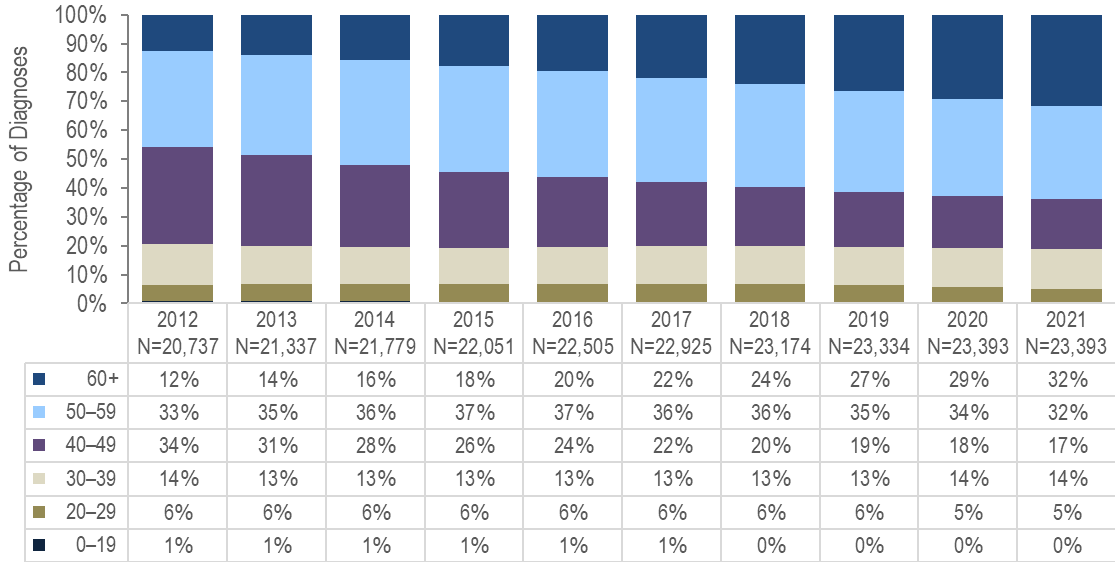 100%
90%
80%
70%
60%
50%
40%
30%
20%
10%
0%
Percentage of Diagnoses
2012 2013 2014 2015 2016 2017 2018 2019 2020 2021
N=20,737 N=21,337 N=21,779 N=22,051 N=22,505 N=22,925 N=23,174 N=23,334 N=23,393 N=23,393
60+ 12% 14% 16% 18% 20% 22% 24% 27% 29% 32%
50–59 33% 35% 36% 37% 37% 36% 36% 35% 34% 32%
40–49 34% 31% 28% 26% 24% 22% 20% 19% 18% 17%
30–39 14% 13% 13% 13% 13% 13% 13% 13% 14% 14%
20–29 6% 6% 6% 6% 6% 6% 6% 6% 5% 5%
0–19 1% 1% 1% 1% 1% 1% 0% 0% 0% 0%